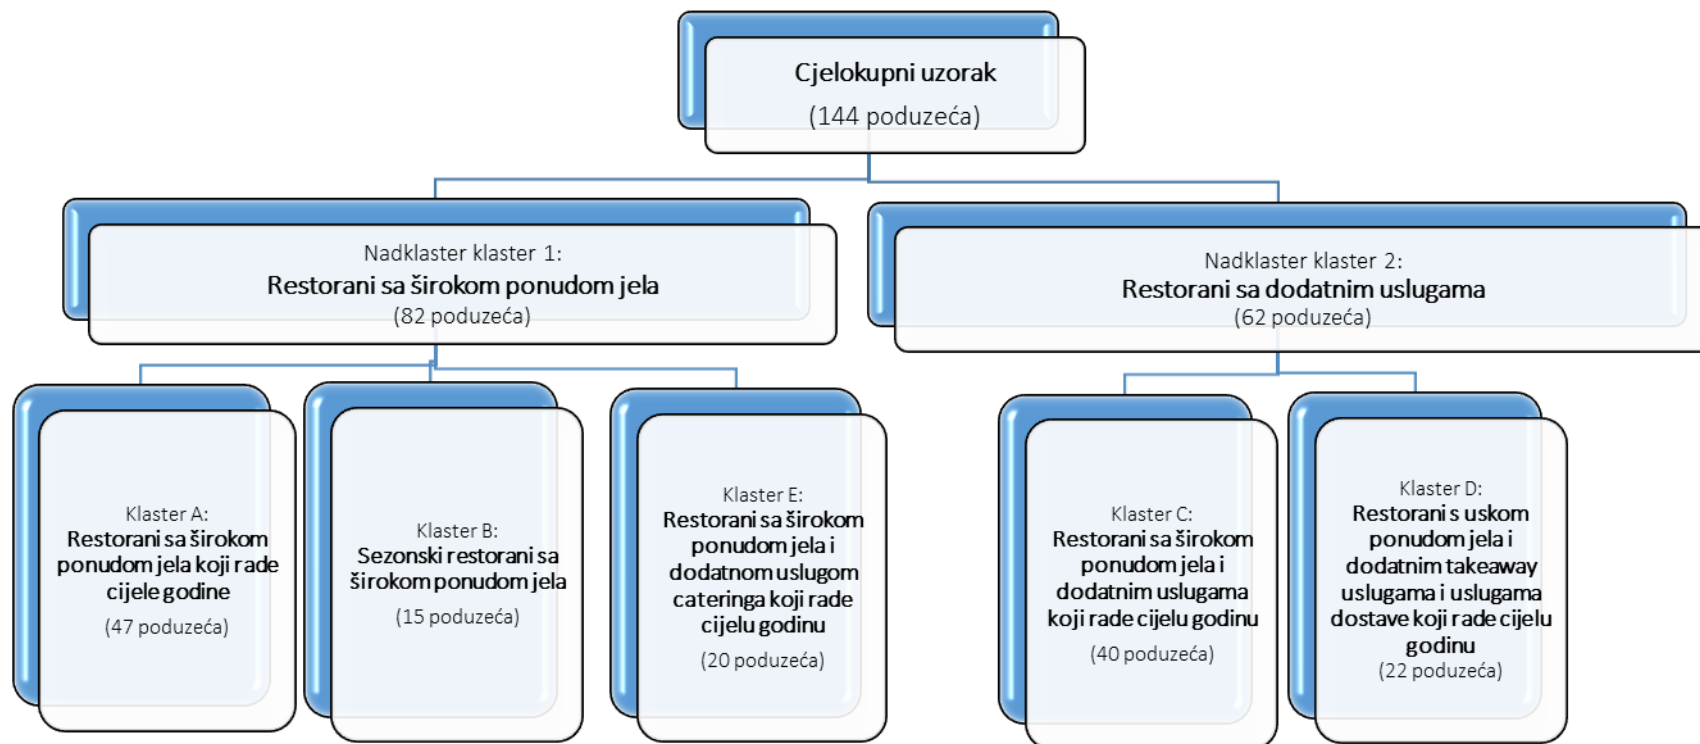 Cjelokupni uzorak
(144 poduzeća)
Nadklaster klaster 1:
Restorani sa širokom ponudom jela
(82 poduzeća)
Nadklaster klaster 2:
Restorani sa dodatnim uslugama
(62 poduzeća)
Klaster A:
Restorani sa širokom
ponudom jela koji rade
cijele godine
(47 poduzeća)
Klaster B:
Sezonski restorani sa
širokom ponudom jela
(15 poduzeća)
Klaster E:
Restorani sa širokom
ponudom jela i
dodatnom uslugom
cateringa koji rade
cijelu godinu
(20 poduzeća)
Klaster C:
Restorani sa širokom
ponudom jela i
dodatnim uslugama
koji rade cijelu godinu
(40 poduzeća)
Klaster D:
Restorani s uskom
ponudom jela i
dodatnim takeaway
uslugama i uslugama
dostave koji rade cijelu
godinu
(22 poduzeća)